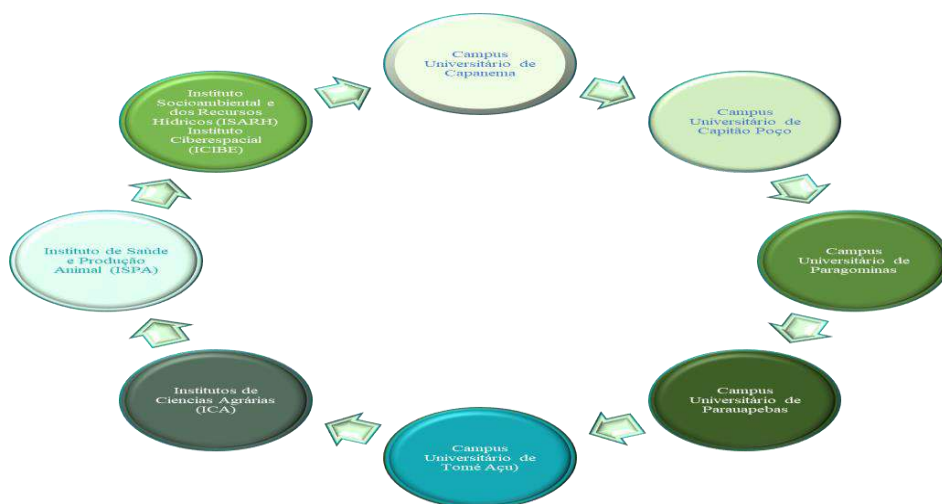 Campus
Universitário de
Capanema
Campus
Universitário de
Capitão Poço
Campus
Universitário de
Paragominas
Campus
Universitário de
Parauapebas
Campus
Universitário de
Tomé Açu)
Institutos de
Ciencias Agrárias
(ICA)
Instituto de Saúde
e Produção
Animal (ISPA)
Instituto
Socioambiental e
dos Recursos
Hídricos (ISARH)
Instituto
Ciberespacial
(ICIBE)